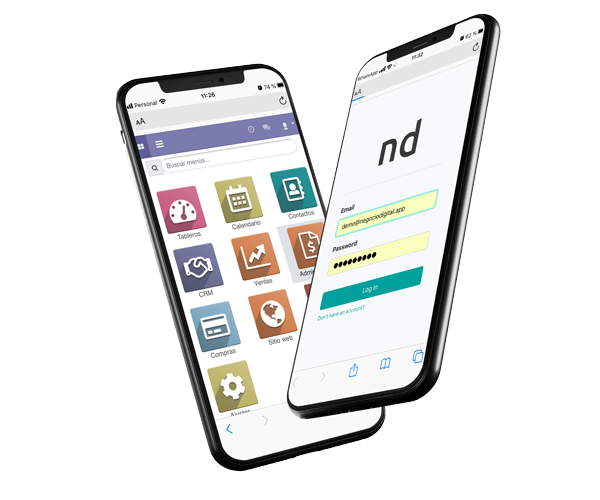 Personal
11:26
74 %
AA
Buscar menús...
Tableros
Calendario
Contactos
CRM
Ventas
Compras
Sitio web
Ajustes
WhatsApp
11:32
62 %
AA
nd
Email
demo@negociodigital.app
Password
Log in
Don't have an account?